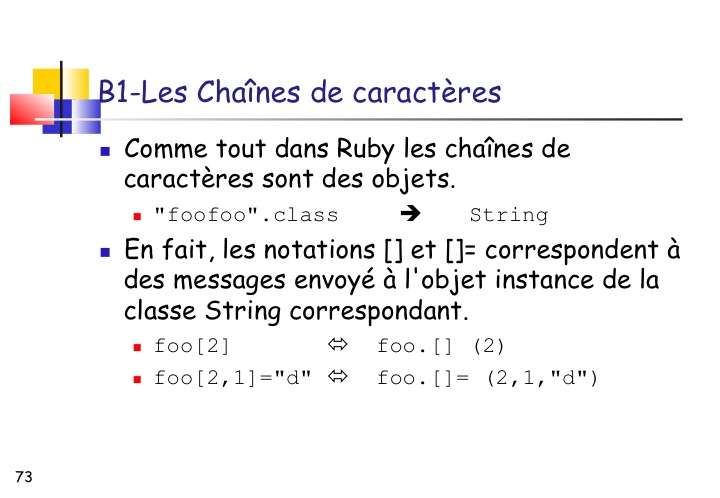 B1-Les Chaînes de caractères
Comme tout dans Ruby les chaînes de
caractères sont des objets.
"foofoo".class ➔ String
En fait, les notations [] et []= correspondent à
des messages envoyé à l'objet instance de la
classe String correspondant.
foo[2] ⬄ foo.[] (2)
foo[2,1]="d" ⬄ foo.[]= (2,1,"d")
73